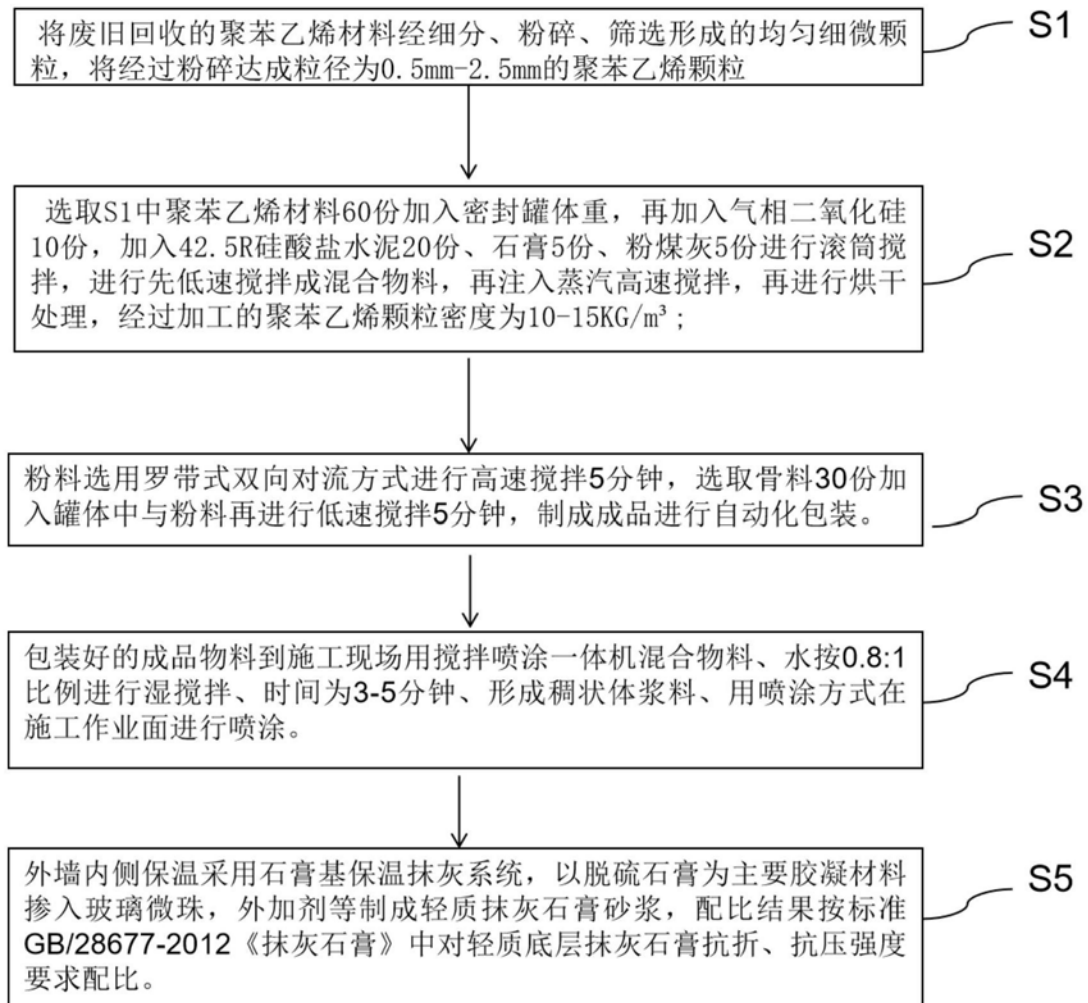 将废旧回收的聚苯乙烯材料经细分、粉碎、筛选形成的均匀细微颗
粒，将经过粉碎达成粒径为0.5mm-2.5mm的聚苯乙烯颗粒
S1
选取S1中聚苯乙烯材料60份加入密封罐体重，再加入气相二氧化硅
10份，加入42.5R硅酸盐水泥20份、石膏5份、粉煤灰5份进行滚筒搅
拌，进行先低速搅拌成混合物料，再注入蒸汽高速搅拌，再进行烘干
处理，经过加工的聚苯乙烯颗粒密度为10-15KG/m³;
S2
粉料选用罗带式双向对流方式进行高速搅拌5分钟，选取骨料30份加
入罐体中与粉料再进行低速搅拌5分钟，制成成品进行自动化包装。
S3
包装好的成品物料到施工现场用搅拌喷涂一体机混合物料、水按0.8:1
比例进行湿搅拌、时间为3-5分钟、形成稠状体浆料、用喷涂方式在
施工作业面进行喷涂。
S4
外墙内侧保温采用石膏基保温抹灰系统，以脱硫石膏为主要胶凝材料
掺入玻璃微珠，外加剂等制成轻质抹灰石膏砂浆，配比结果按标准
GB/28677-2012《抹灰石膏》中对轻质底层抹灰石膏抗折、抗压强度
要求配比。
S5